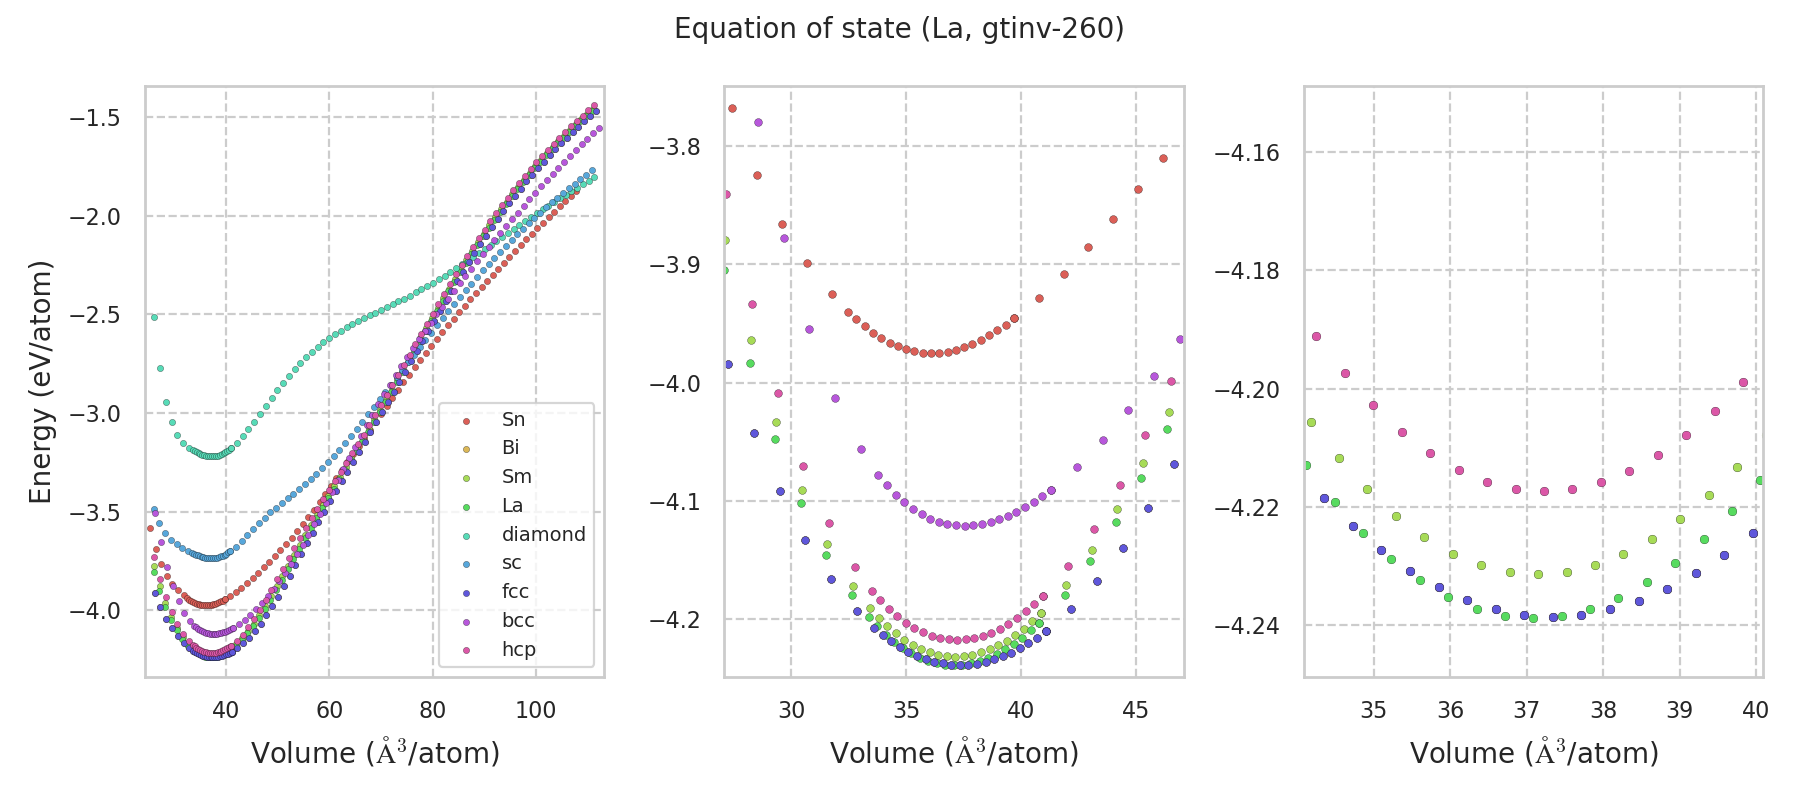 Equation of state (La, gtinv-260)
Energy (eV/atom)
−1.5
−2.0
−2.5
−3.0
−3.5
−4.0
40
60
80
100
Volume (Å³/atom)
Sn
Bi
Sm
La
diamond
sc
fcc
bcc
hcp
−3.8
−3.9
−4.0
−4.1
−4.2
30
35
40
45
Volume (Å³/atom)
−4.16
−4.18
−4.20
−4.22
−4.24
35
36
37
38
39
40
Volume (Å³/atom)